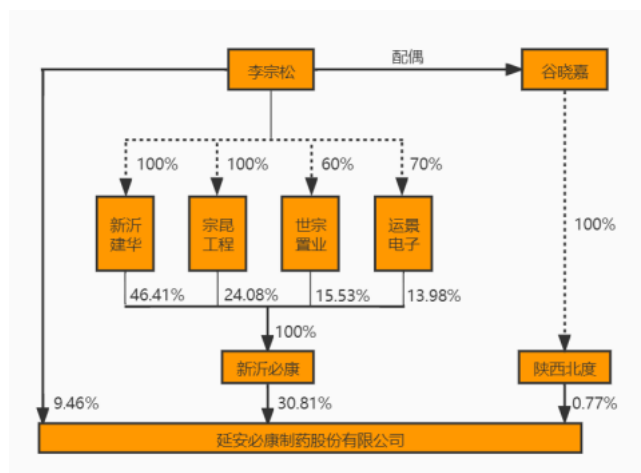 李宗松
配偶
谷晓嘉
100%
100%
60%
70%
新沂
建华
宗昆
工程
世宗
置业
运景
电子
100%
46.41%
24.08%
15.53%
13.98%
100%
新沂必康
陕西北度
9.46%
30.81%
0.77%
延安必康制药股份有限公司